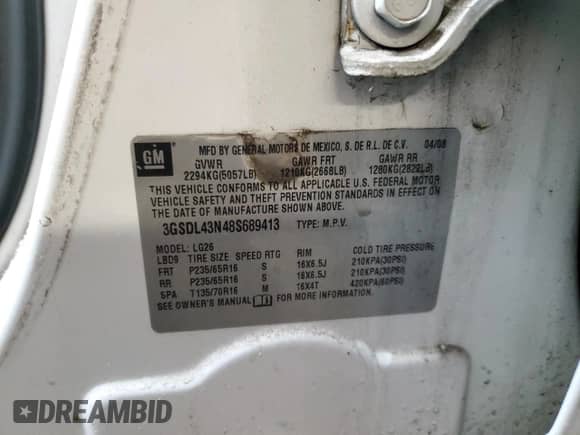 GM
MFD BY GENERAL MOTORS DE MEXICO, S. DE R.L. DE C.V. 04/08
GVWR GAWR FRT GAWR RR
2294KG(5057LB) 1210KG(2668LB) 1280KG(2822LB)
THIS VEHICLE CONFORMS TO ALL APPLICABLE U.S. FEDERAL MOTOR
VEHICLE SAFETY AND THEFT PREVENTION STANDARDS IN EFFECT ON
THE DATE OF MANUFACTURE SHOWN ABOVE.
3GSDL43N48S689413 TYPE: M.P.V.
MODEL: LG26
LBD9 TIRE SIZE SPEED RTG RIM COLD TIRE PRESSURE
FRT P235/65R16 S 16X6.5J 210KPA(30PSI)
RR P235/65R16 S 16X6.5J 210KPA(30PSI)
SPA T135/70R16 M 16X4T 420KPA(60PSI)
SEE OWNER'S MANUAL FOR MORE INFORMATION.
DREAMBID